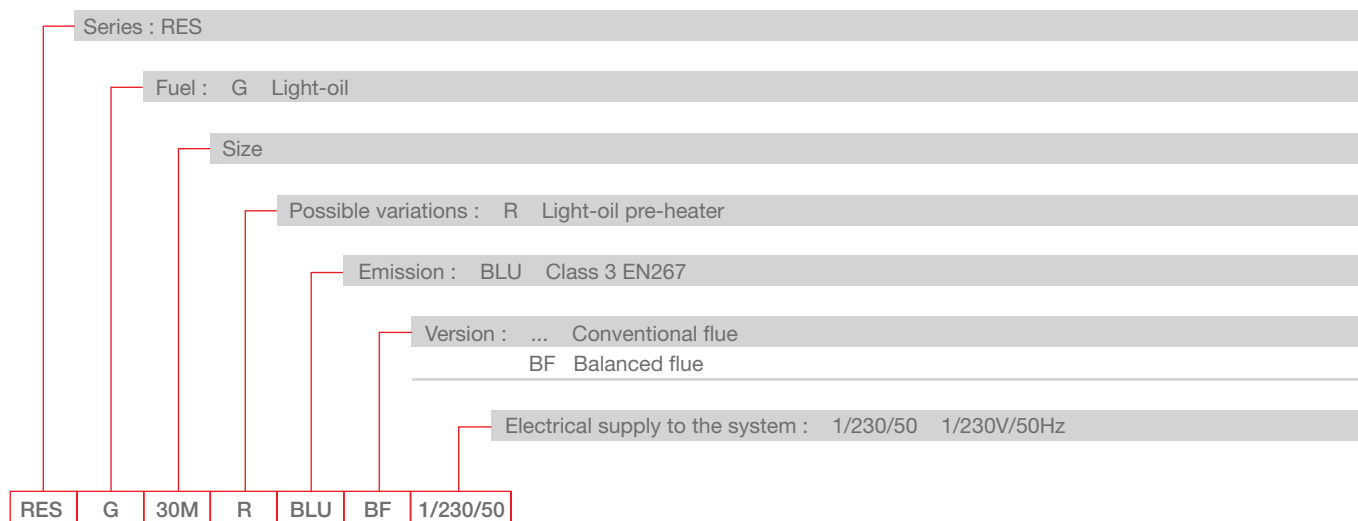 Series : RES
Fuel : G Light-oil
Size
Possible variations : R Light-oil pre-heater
Emission : BLU Class 3 EN267
Version : ... Conventional flue
BF Balanced flue
Electrical supply to the system : 1/230/50 1/230V/50Hz
RES G 30M R BLU BF 1/230/50